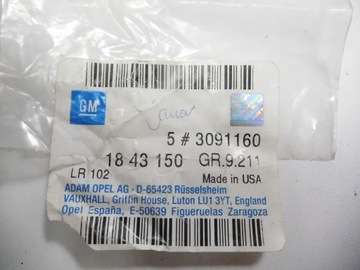 GM
5 # 3091160
18 43 150 GR.9.211
LR 102 Made in USA
ADAM OPEL AG - D-65423 Rüsselsheim
VAUXHALL, Griffin House, Luton LU1 3YT, England
Opel España, E-50639 Figueruelas Zaragoza